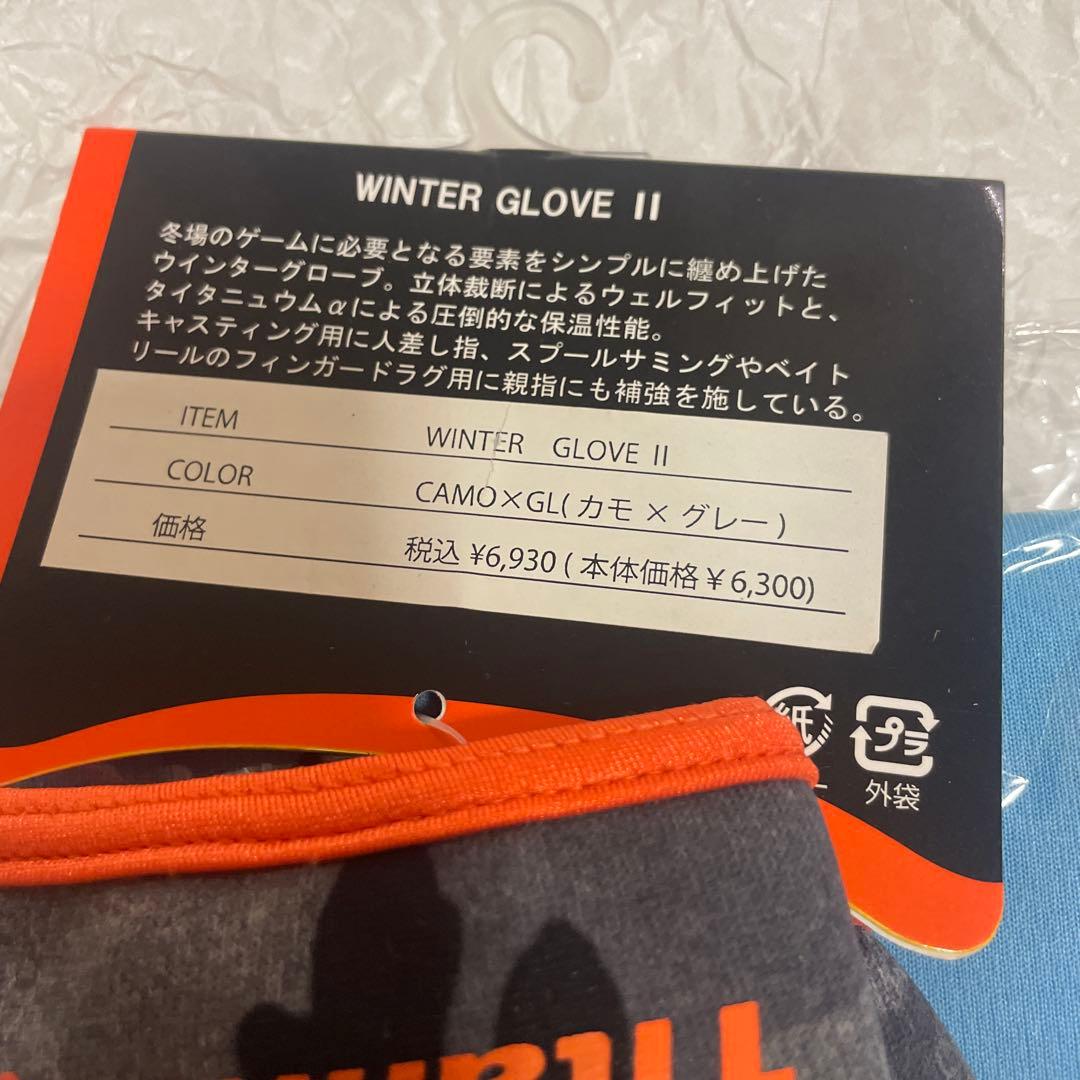 WINTER GLOVE II
冬場のゲームに必要となる要素をシンプルに纏め上げた
ウインターグローブ。立体裁断によるウェルフィットと、
タイタニュウムαによる圧倒的な保温性能。
キャスティング用に人差し指、スプールサミングやベイト
リールのフィンガードラグ用に親指にも補強を施している。
ITEM WINTER GLOVE II
COLOR CAMO×GL(カモ×グレー)
価格 税込 ¥6,930 (本体価格¥6,300)
紙 プラ
外袋